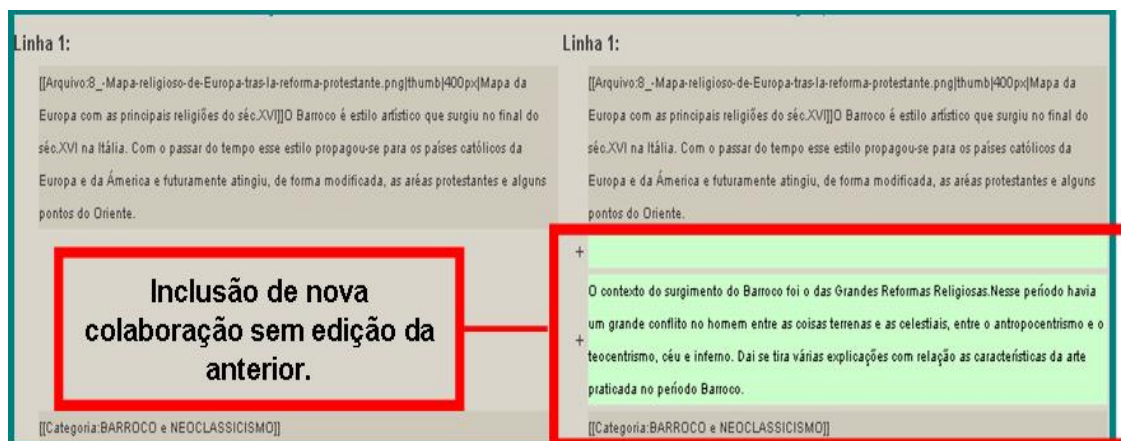 Linha 1:
[[Arquivo:8_-Mapa-religioso-de-Europa-tras-la-reforma-protestante.png|thumb|400px|Mapa da
Europa com as principais religiões do séc.XVI]]O Barroco é estilo artístico que surgiu no final do
séc.XVI na Itália. Com o passar do tempo esse estilo propagou-se para os países católicos da
Europa e da Ámerica e futuramente atingiu, de forma modificada, as aréas protestantes e alguns
pontos do Oriente.
Inclusão de nova
colaboração sem edição da
anterior.
[[Categoria:BARROCO e NEOCLASSICISMO]]
Linha 1:
[[Arquivo:8_-Mapa-religioso-de-Europa-tras-la-reforma-protestante.png|thumb|400px|Mapa da
Europa com as principais religiões do séc.XVI]]O Barroco é estilo artístico que surgiu no final do
séc.XVI na Itália. Com o passar do tempo esse estilo propagou-se para os países católicos da
Europa e da Ámerica e futuramente atingiu, de forma modificada, as aréas protestantes e alguns
pontos do Oriente.
+
O contexto do surgimento do Barroco foi o das Grandes Reformas Religiosas.Nesse período havia
um grande conflito no homem entre as coisas terrenas e as celestiais, entre o antropocentrismo e o
+
teocentrismo, céu e inferno. Dai se tira várias explicações com relação as características da arte
praticada no período Barroco.
[[Categoria:BARROCO e NEOCLASSICISMO]]